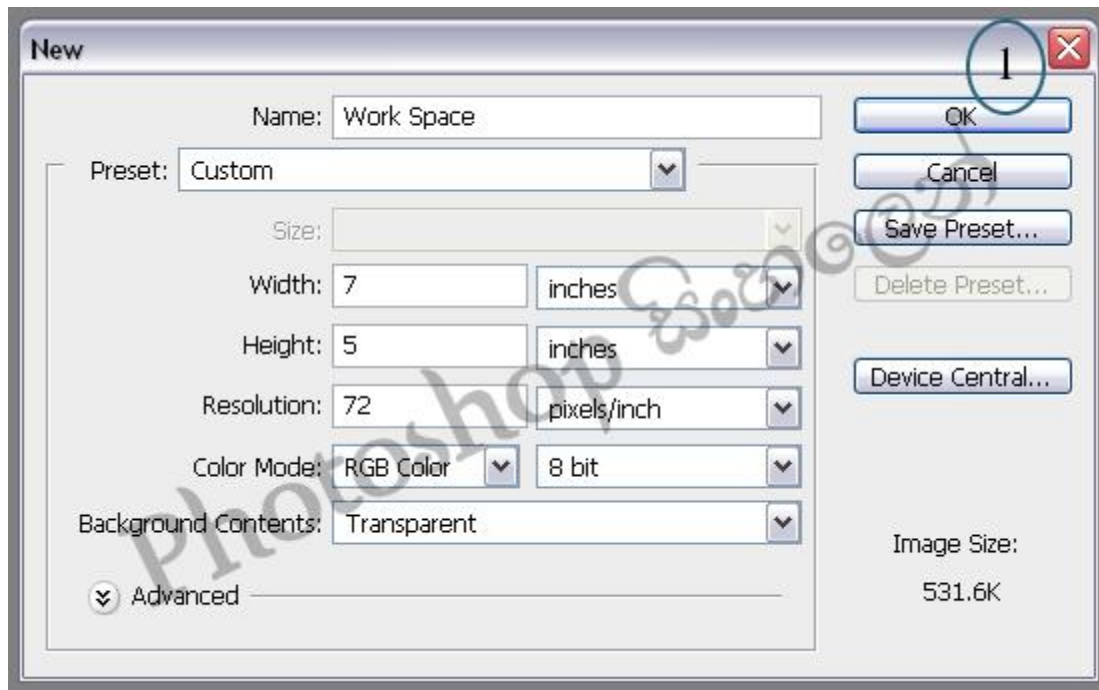 New
1
Name: Work Space
OK
Preset: Custom
Cancel
Size:
Save Preset...
Width: 7 inches
Delete Preset...
Height: 5 inches
Device Central...
Resolution: 72 pixels/inch
Color Mode: RGB Color 8 bit
Background Contents: Transparent
Image Size:
531.6K
Advanced
Photoshop සිංහලෙන්